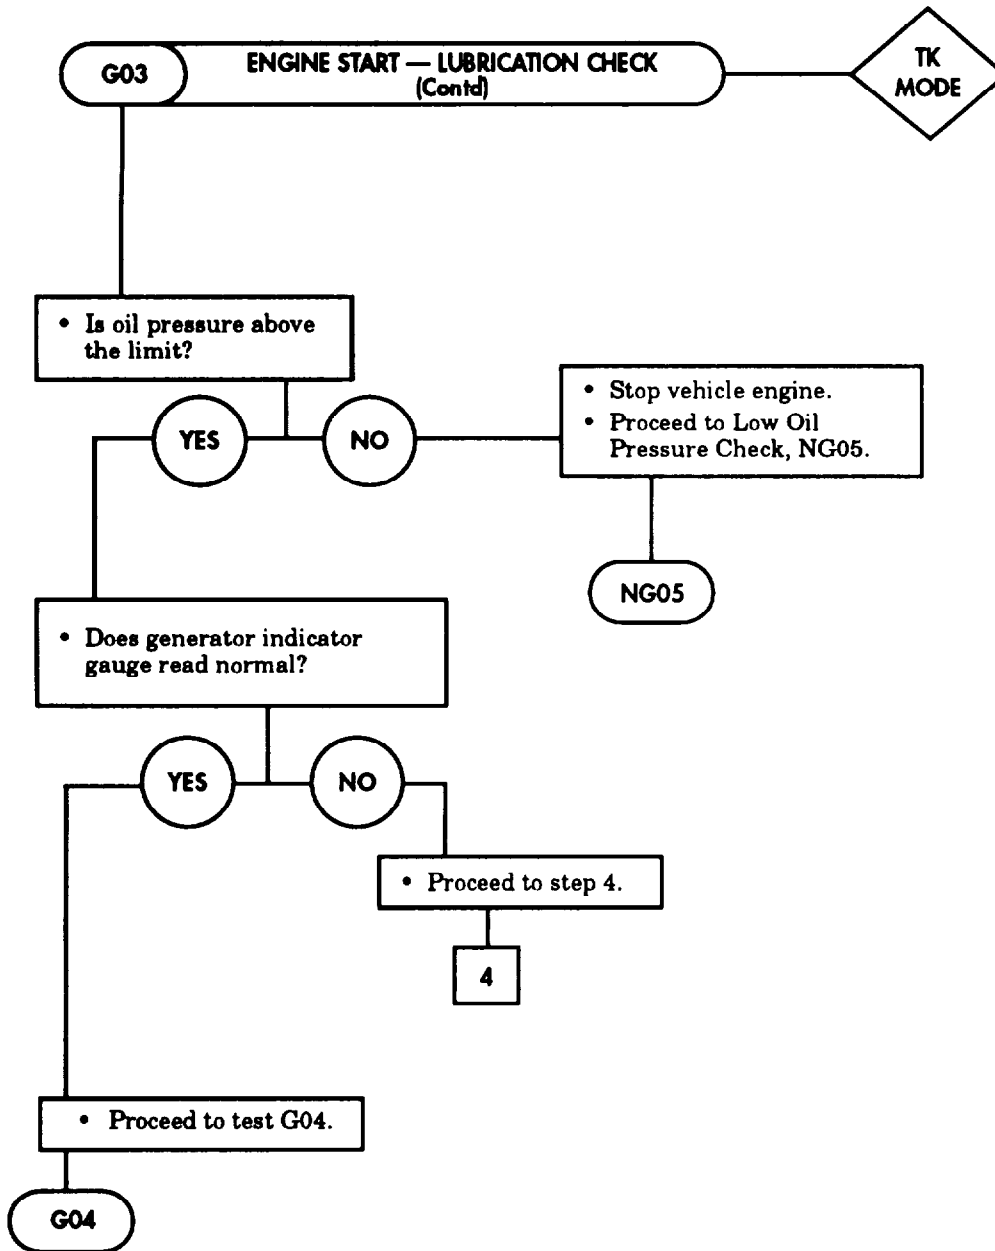 G03
ENGINE START — LUBRICATION CHECK
(Contd)
TK
MODE
• Is oil pressure above
the limit?
YES
NO
• Stop vehicle engine.
• Proceed to Low Oil
Pressure Check, NG05.
NG05
• Does generator indicator
gauge read normal?
YES
NO
• Proceed to step 4.
4
• Proceed to test G04.
G04